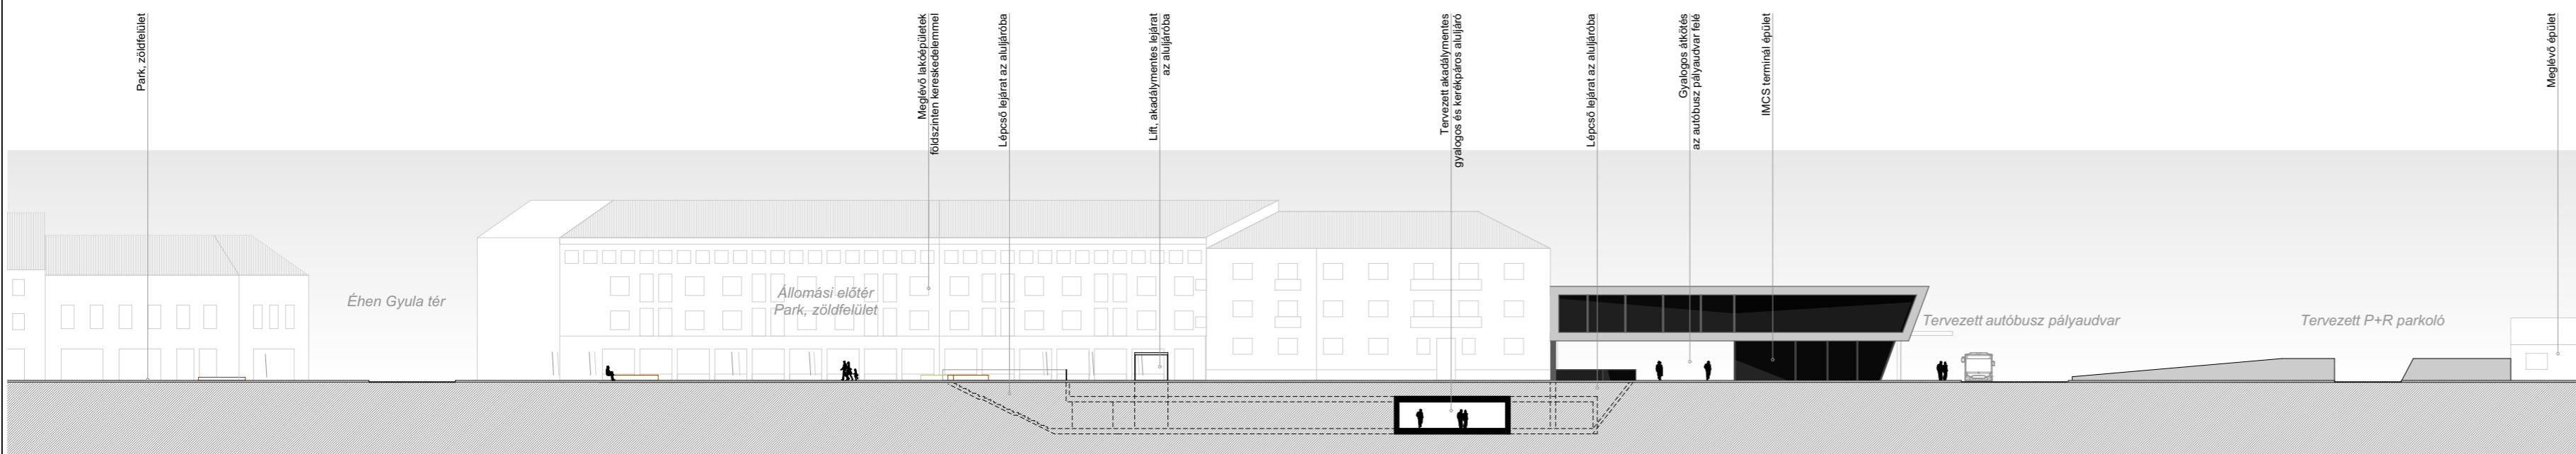 Park, zöldfelület
Meglévő lakóépületek
földszinten kereskedelemmel
Lépcső lejárat az aluljáróba
Lift, akadálymentes lejárat
az aluljáróba
Tervezett akadálymentes
gyalogos és kerékpáros aluljáró
Lépcső lejárat az aluljáróba
Gyalogos átkötés
az autóbusz pályaudvar felé
IMCS terminál épület
Meglévő épület
Éhen Gyula tér
Állomási előtér
Park, zöldfelület
Tervezett autóbusz pályaudvar
Tervezett P+R parkoló